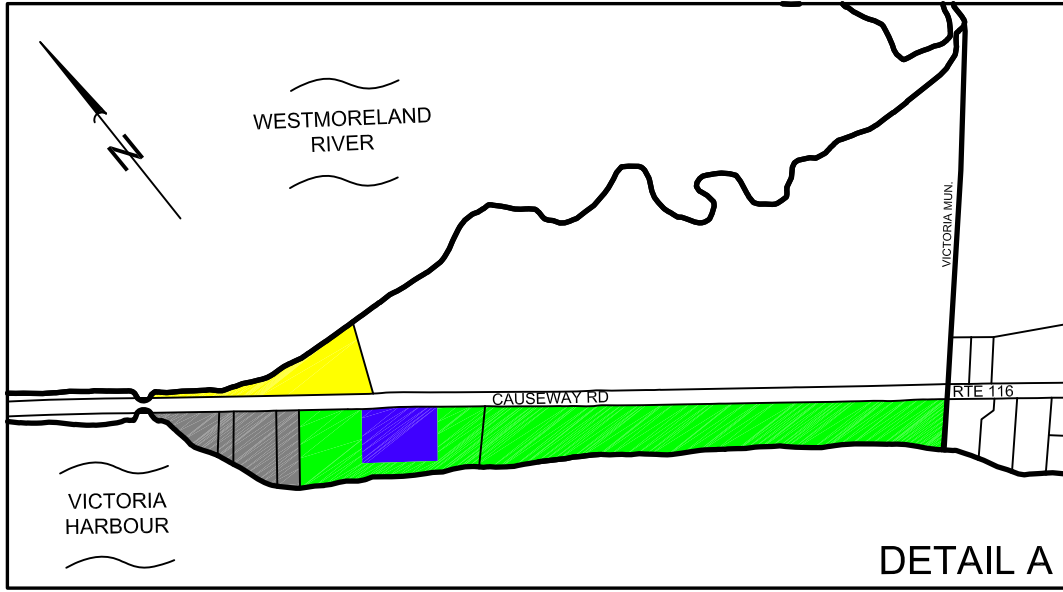 WESTMORELAND
RIVER
N
VICTORIA MUN.
RTE 116
CAUSEWAY RD
VICTORIA
HARBOUR
DETAIL A